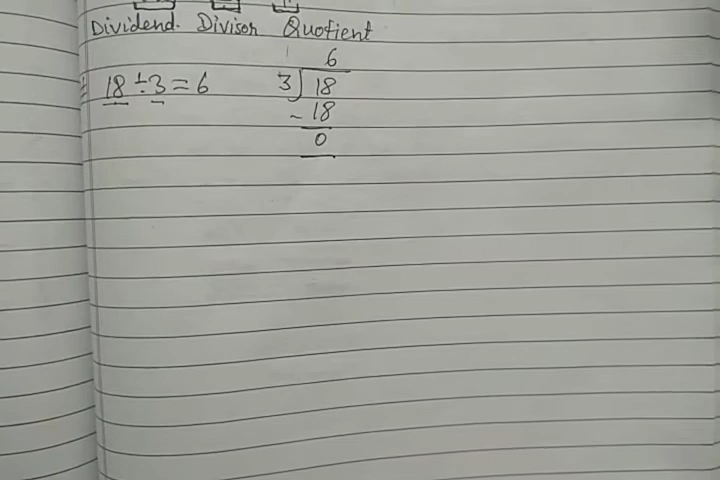 Dividend. Divisor Quotient
6
18 ÷ 3 = 6 3)18
- 18
0